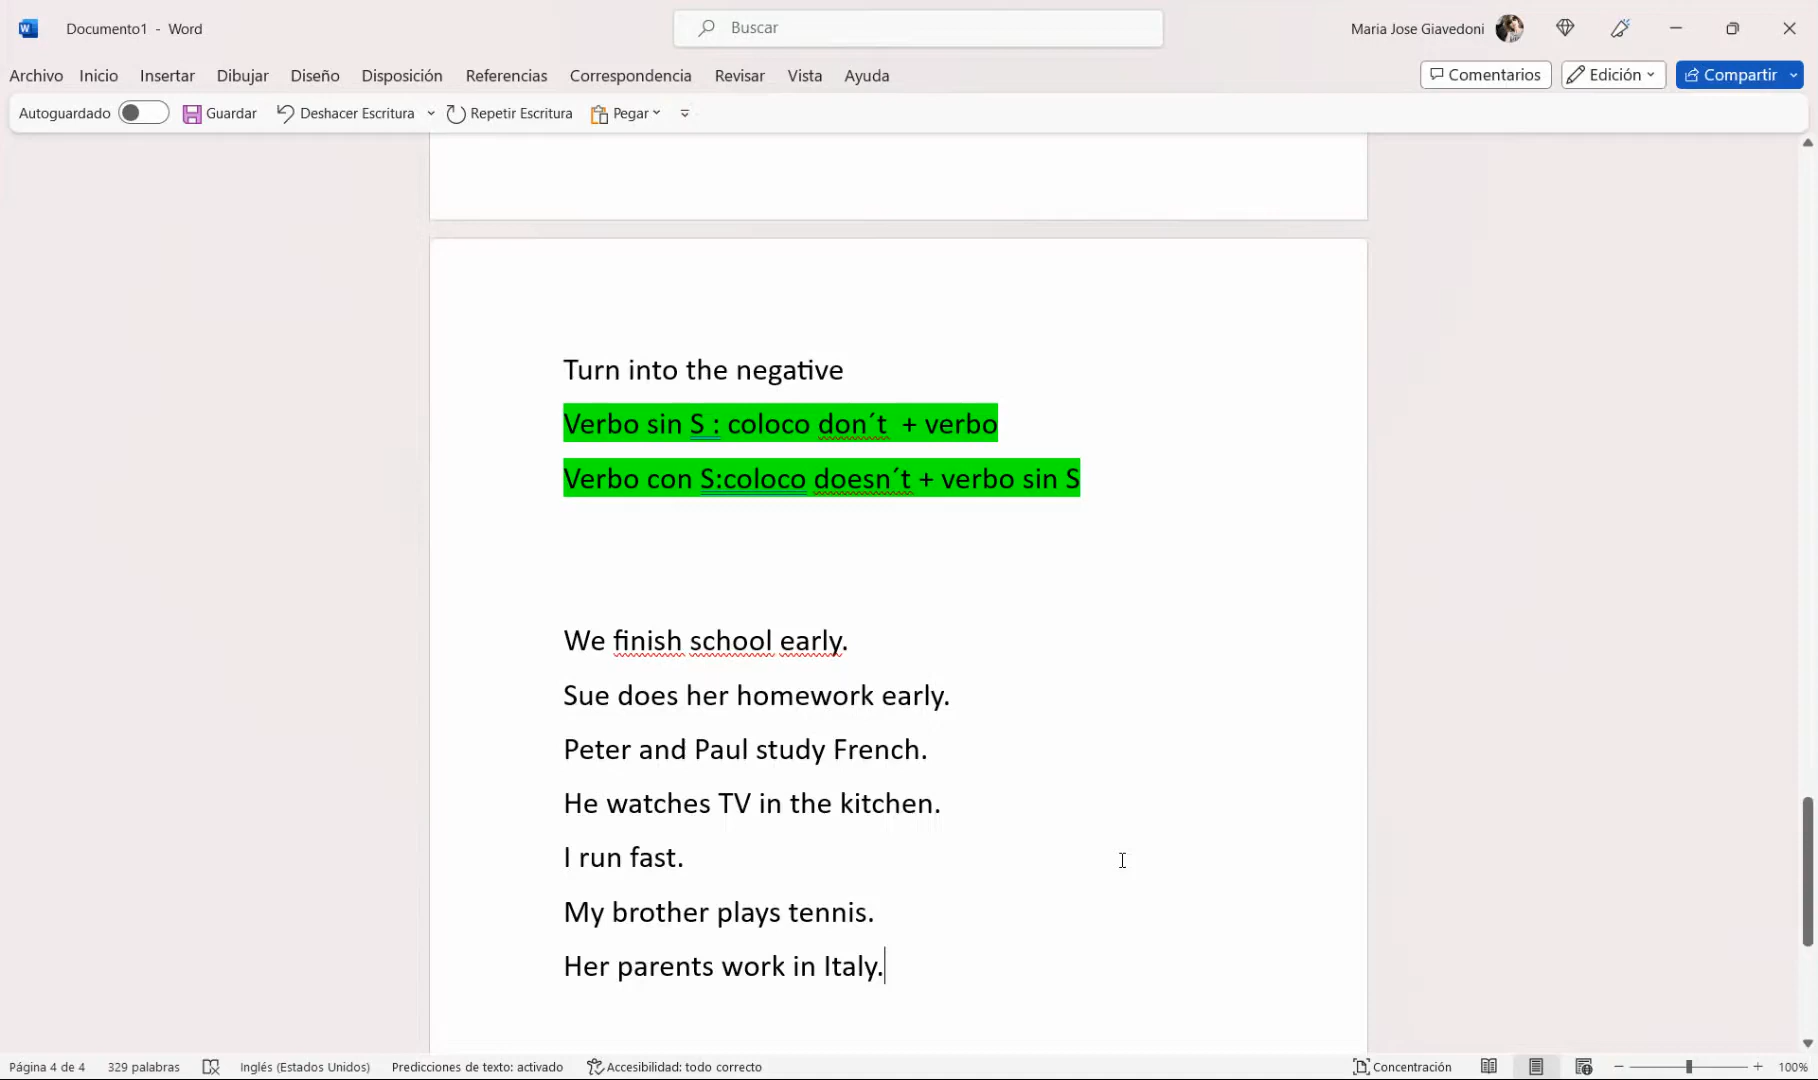 Documento1 - Word
Buscar
Maria Jose Giavedoni
Archivo Inicio Insertar Dibujar Diseño Disposición Referencias Correspondencia Revisar Vista Ayuda
Comentarios Edición Compartir
Autoguardado Guardar Deshacer Escritura Repetir Escritura Pegar
Turn into the negative
Verbo sin S : coloco don´t + verbo
Verbo con S:coloco doesn´t + verbo sin S
We finish school early.
Sue does her homework early.
Peter and Paul study French.
He watches TV in the kitchen.
I run fast.
My brother plays tennis.
Her parents work in Italy.
Página 4 de 4 329 palabras Inglés (Estados Unidos) Predicciones de texto: activado Accesibilidad: todo correcto Concentración 100%